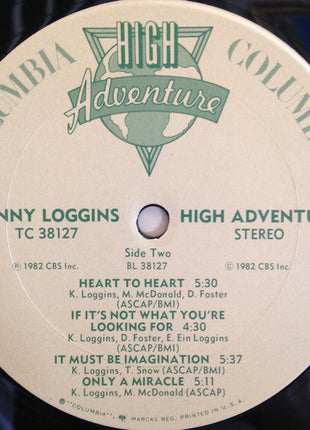 HIGH
Adventure
NNY LOGGINS HIGH ADVENTU
TC 38127 STEREO
Side Two
℗ 1982 CBS Inc. BL 38127 © 1982 CBS Inc.
HEART TO HEART 5:30
K. Loggins, M. McDonald, D. Foster
(ASCAP/BMI)
IF IT'S NOT WHAT YOU'RE
LOOKING FOR 4:30
K. Loggins, D. Foster, E. Ein Loggins
(ASCAP/BMI)
IT MUST BE IMAGINATION 5:37
K. Loggins, T. Snow (ASCAP/BMI)
ONLY A MIRACLE 5:11
K. Loggins, M. McDonald (ASCAP)
"COLUMBIA", MARCAS REG. PRINTED IN U.S.A.
UMBIA
COLUM